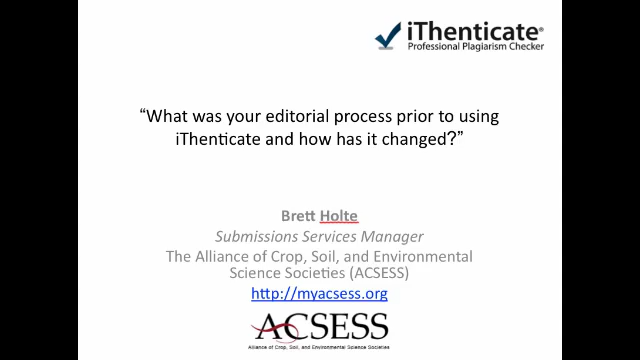 iThenticate®
Professional Plagiarism Checker
“What was your editorial process prior to using
iThenticate and how has it changed?”
Brett Holte
Submissions Services Manager
The Alliance of Crop, Soil, and Environmental
Science Societies (ACSESS)
http://myacsess.org
ACSESS
Alliance of Crop, Soil, and Environmental Science Societies